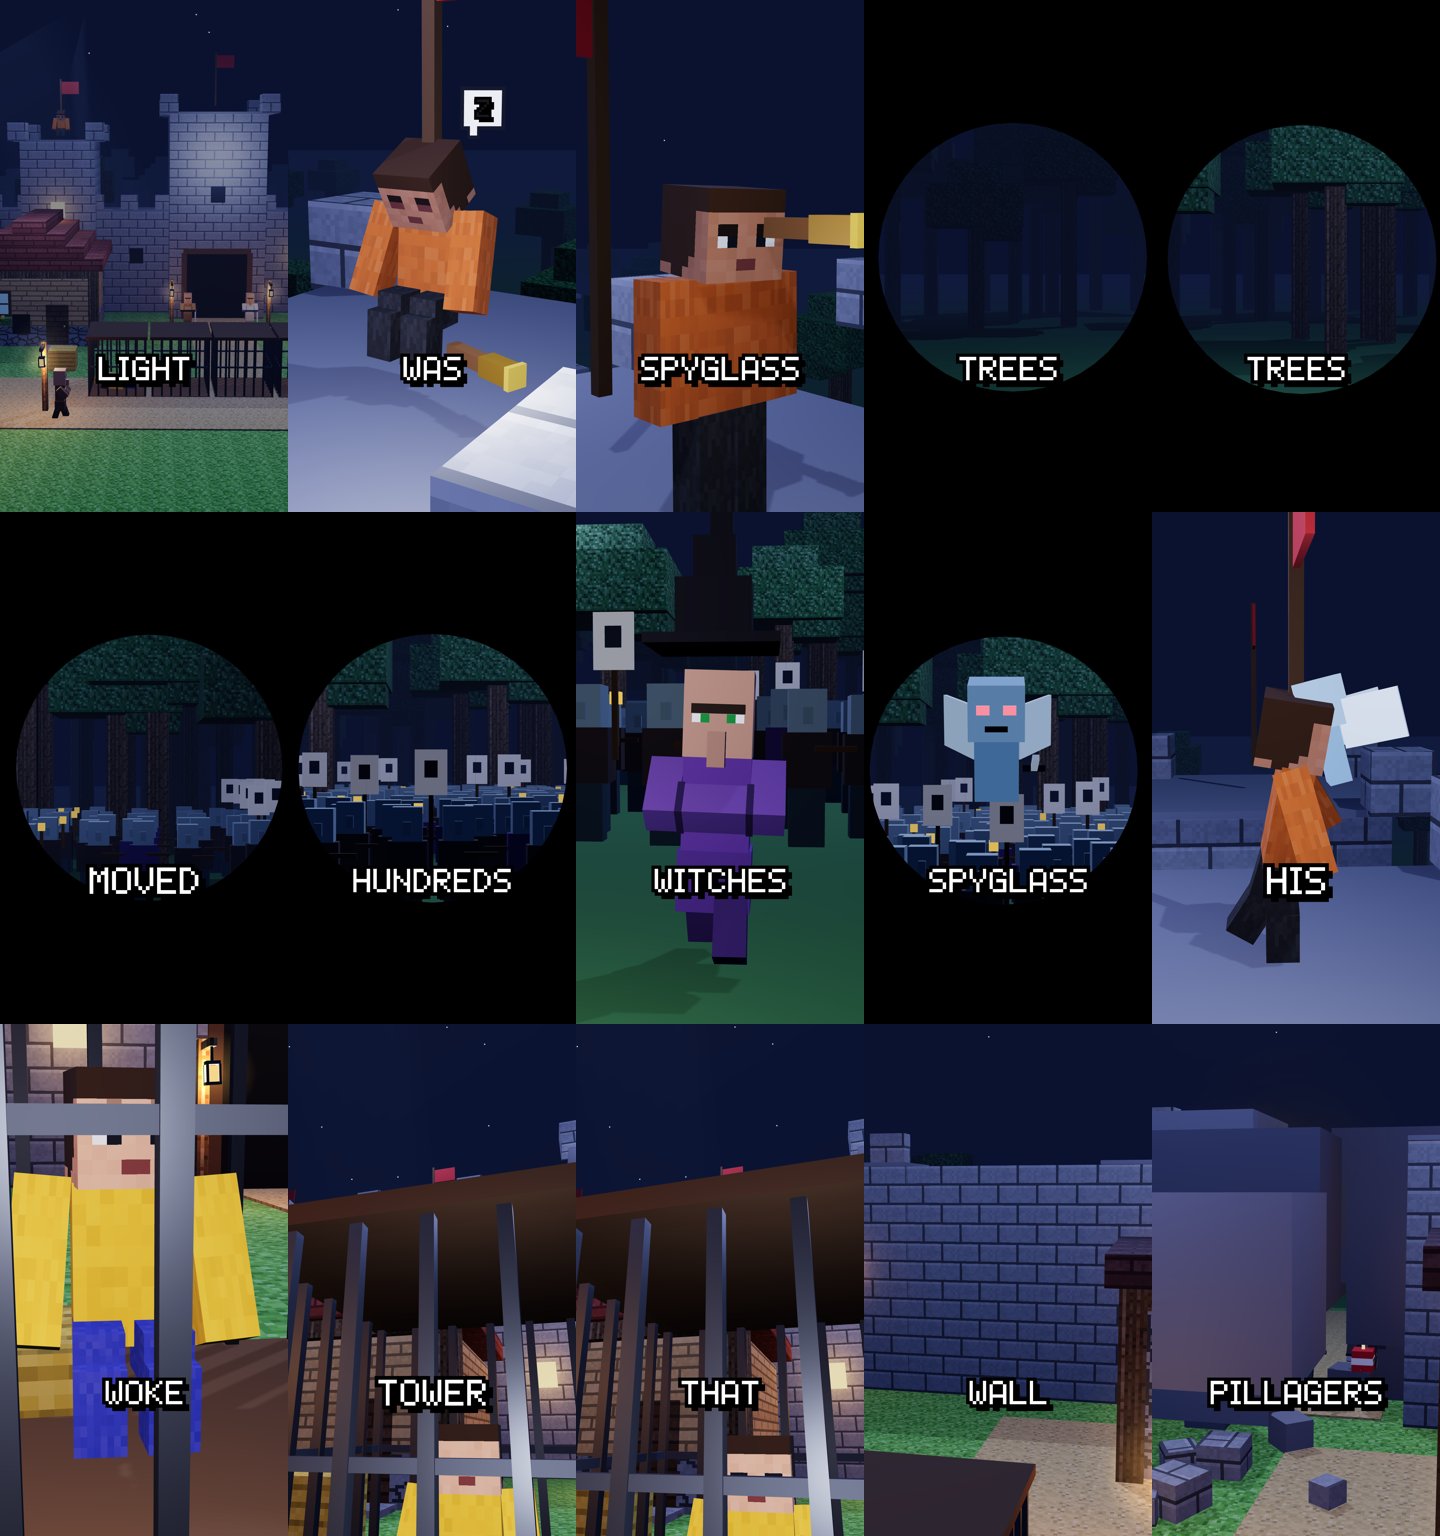 LIGHT
Z
WAS
SPYGLASS
TREES
TREES
MOVED
HUNDREDS
WITCHES
SPYGLASS
HIS
WOKE
TOWER
THAT
WALL
PILLAGERS